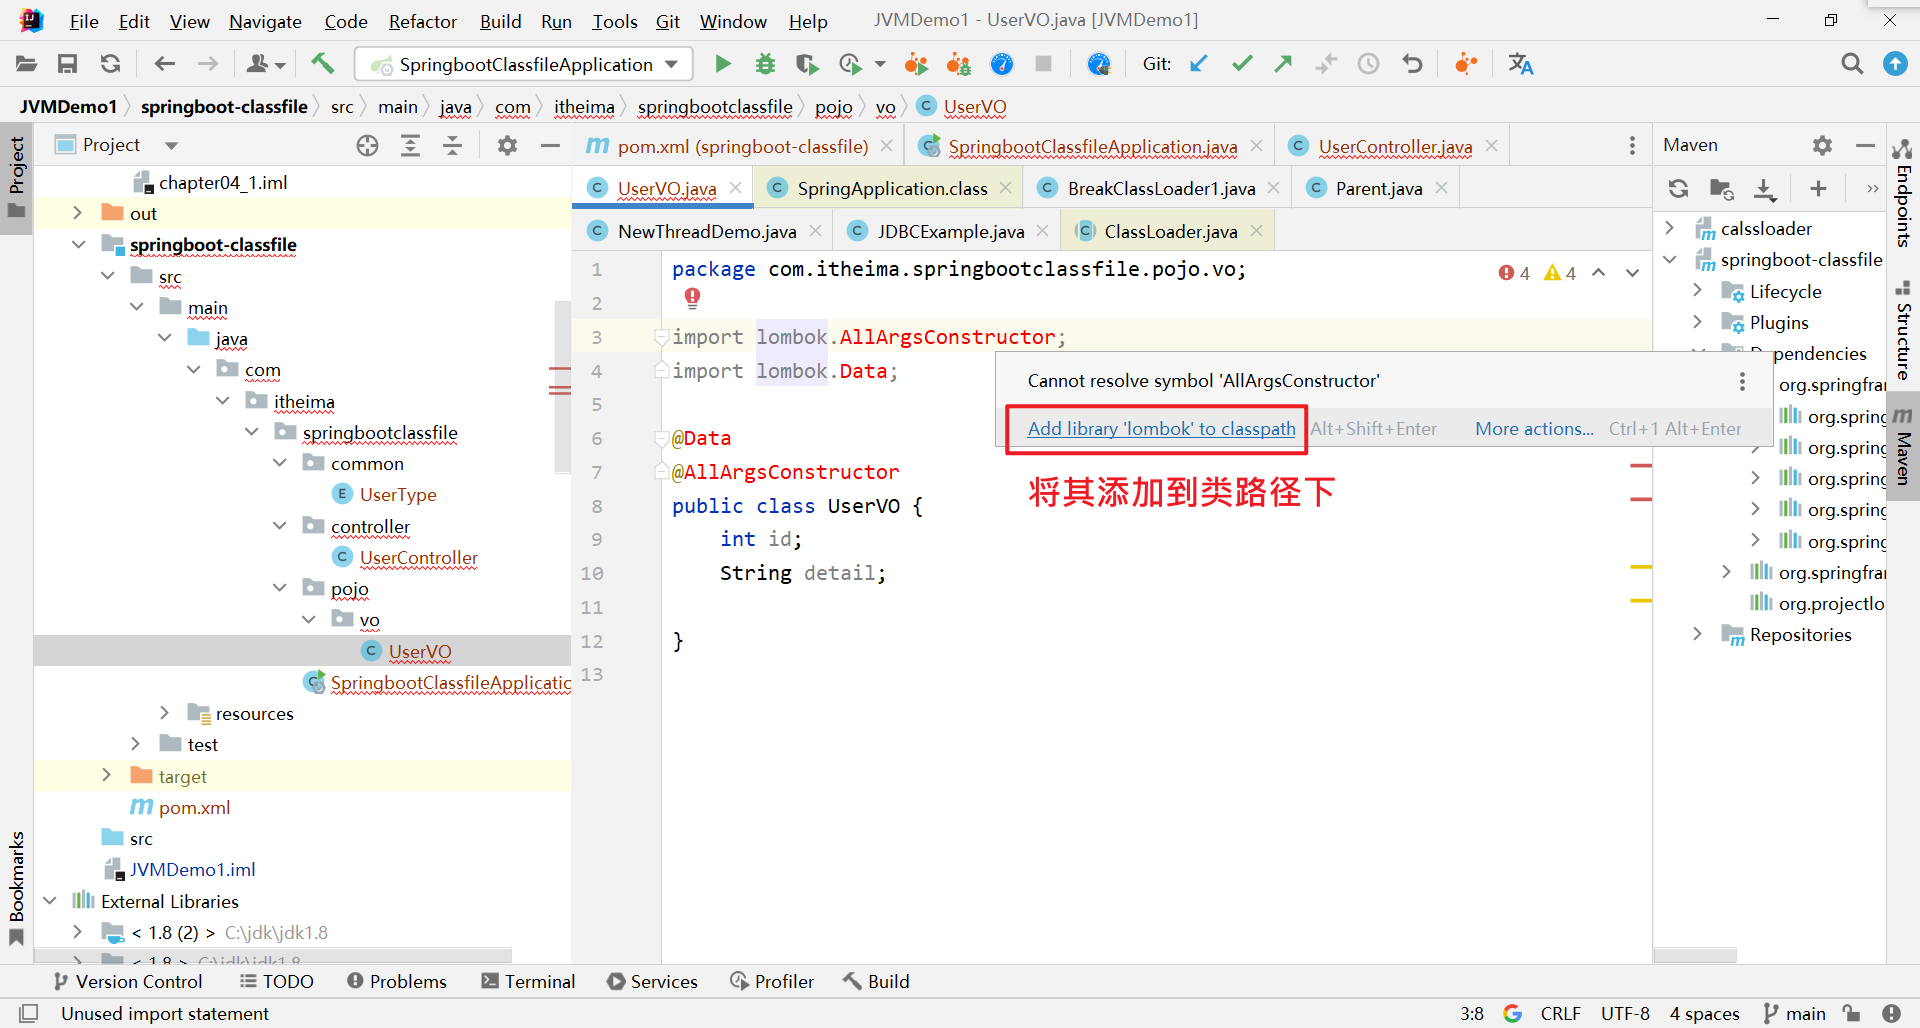 File Edit View Navigate Code Refactor Build Run Tools Git Window Help JVMDemo1 - UserVO.java [JVMDemo1]
SpringbootClassfileApplication Git:
JVMDemo1 springboot-classfile src main java com itheima springbootclassfile pojo vo UserVO
Project
Project
chapter04_1.iml
out
springboot-classfile
src
main
java
com
itheima
springbootclassfile
common
UserType
controller
UserController
pojo
vo
UserVO
SpringbootClassfileApplicatio
resources
test
target
pom.xml
src
JVMDemo1.iml
External Libraries
< 1.8 (2) > C:\jdk\jdk1.8
< 1.8 > C:\jdk\jdk1.8
Bookmarks
pom.xml (springboot-classfile) SpringbootClassfileApplication.java UserController.java
UserVO.java SpringApplication.class BreakClassLoader1.java Parent.java
NewThreadDemo.java JDBCExample.java ClassLoader.java
1 package com.itheima.springbootclassfile.pojo.vo;
4 4
2
3 import lombok.AllArgsConstructor;
4 import lombok.Data;
5
6 @Data
7 @AllArgsConstructor
8 public class UserVO {
9 int id;
10 String detail;
11
12 }
13
Cannot resolve symbol 'AllArgsConstructor'
Add library 'lombok' to classpath Alt+Shift+Enter More actions... Ctrl+1 Alt+Enter
将其添加到类路径下
Maven
calssloader
springboot-classfile
Lifecycle
Plugins
Dependencies
org.springfra
org.spring
org.spring
org.spring
org.spring
org.spring
org.springfra
org.projectlo
Repositories
Endpoints
Structure
Maven
Version Control TODO Problems Terminal Services Profiler Build
Unused import statement 3:8 CRLF UTF-8 4 spaces main